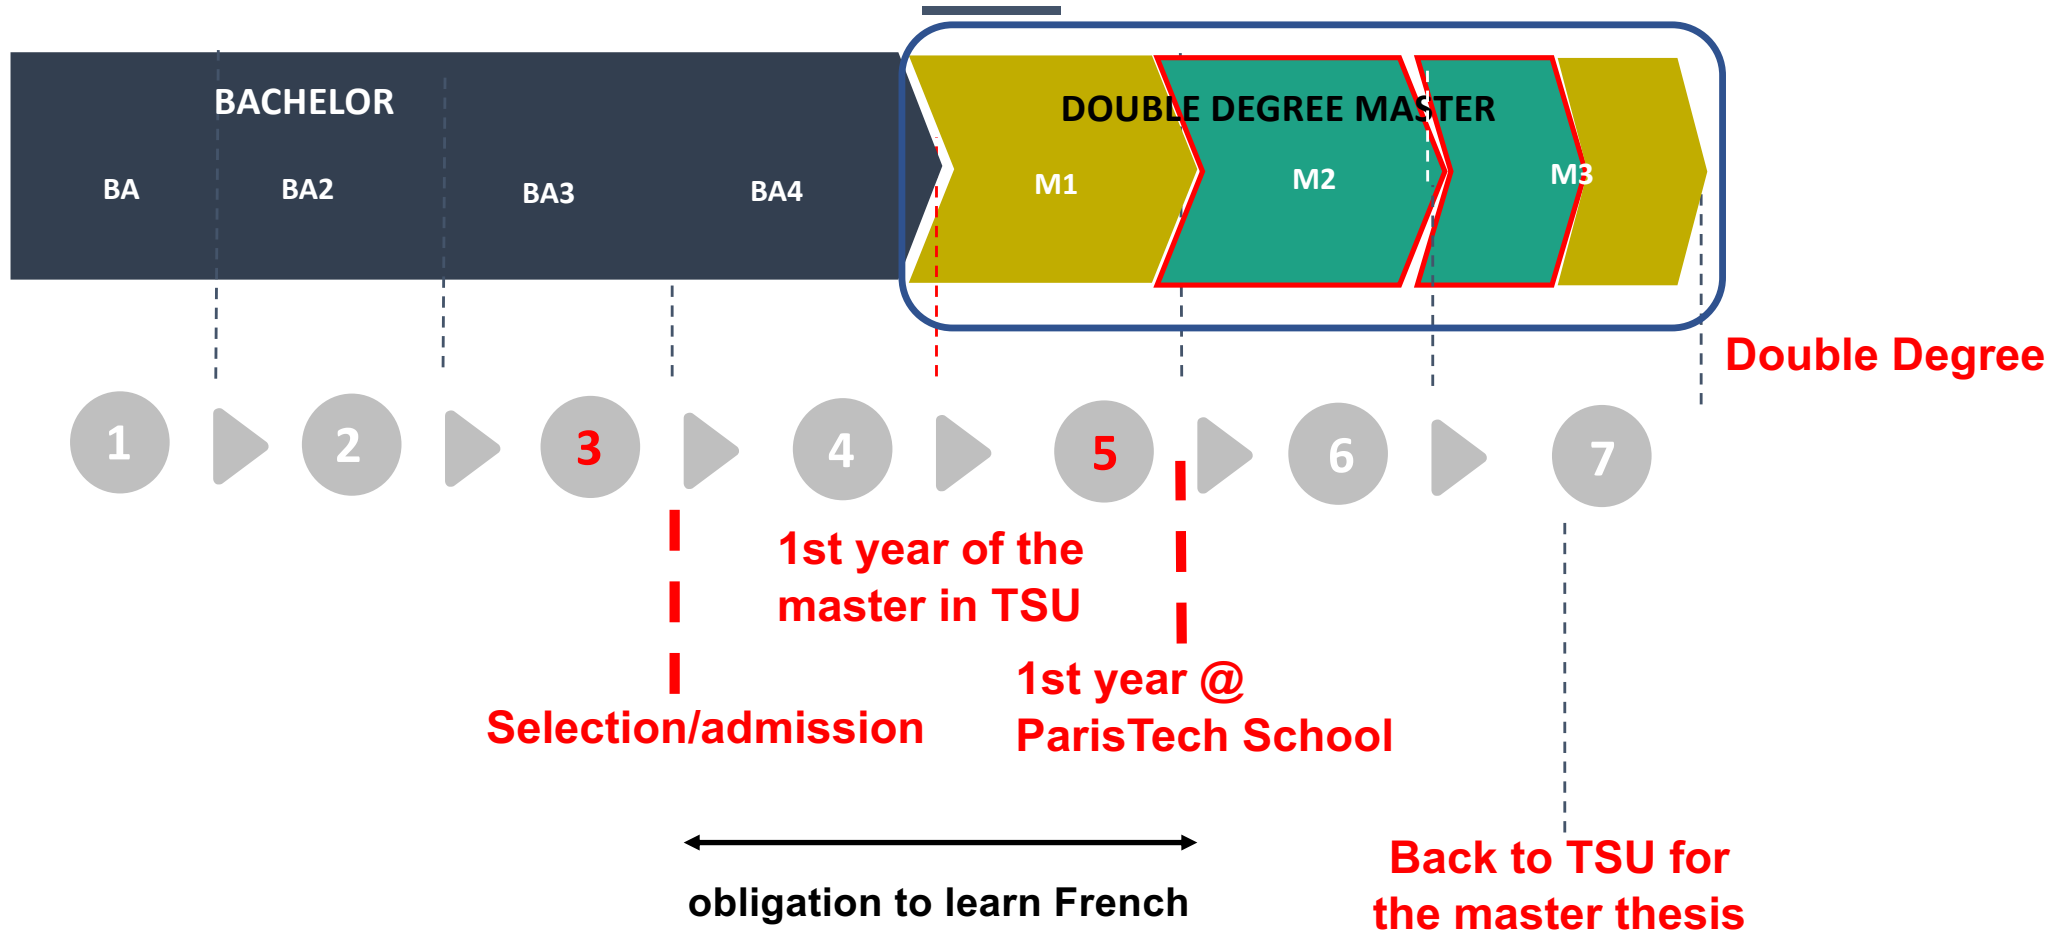 BACHELOR
DOUBLE DEGREE MASTER
BA
BA2
BA3
BA4
M1
M2
M3
Double Degree
1
2
3
4
5
6
7
1st year of the
master in TSU
1st year @
ParisTech School
Selection/admission
obligation to learn French
Back to TSU for
the master thesis